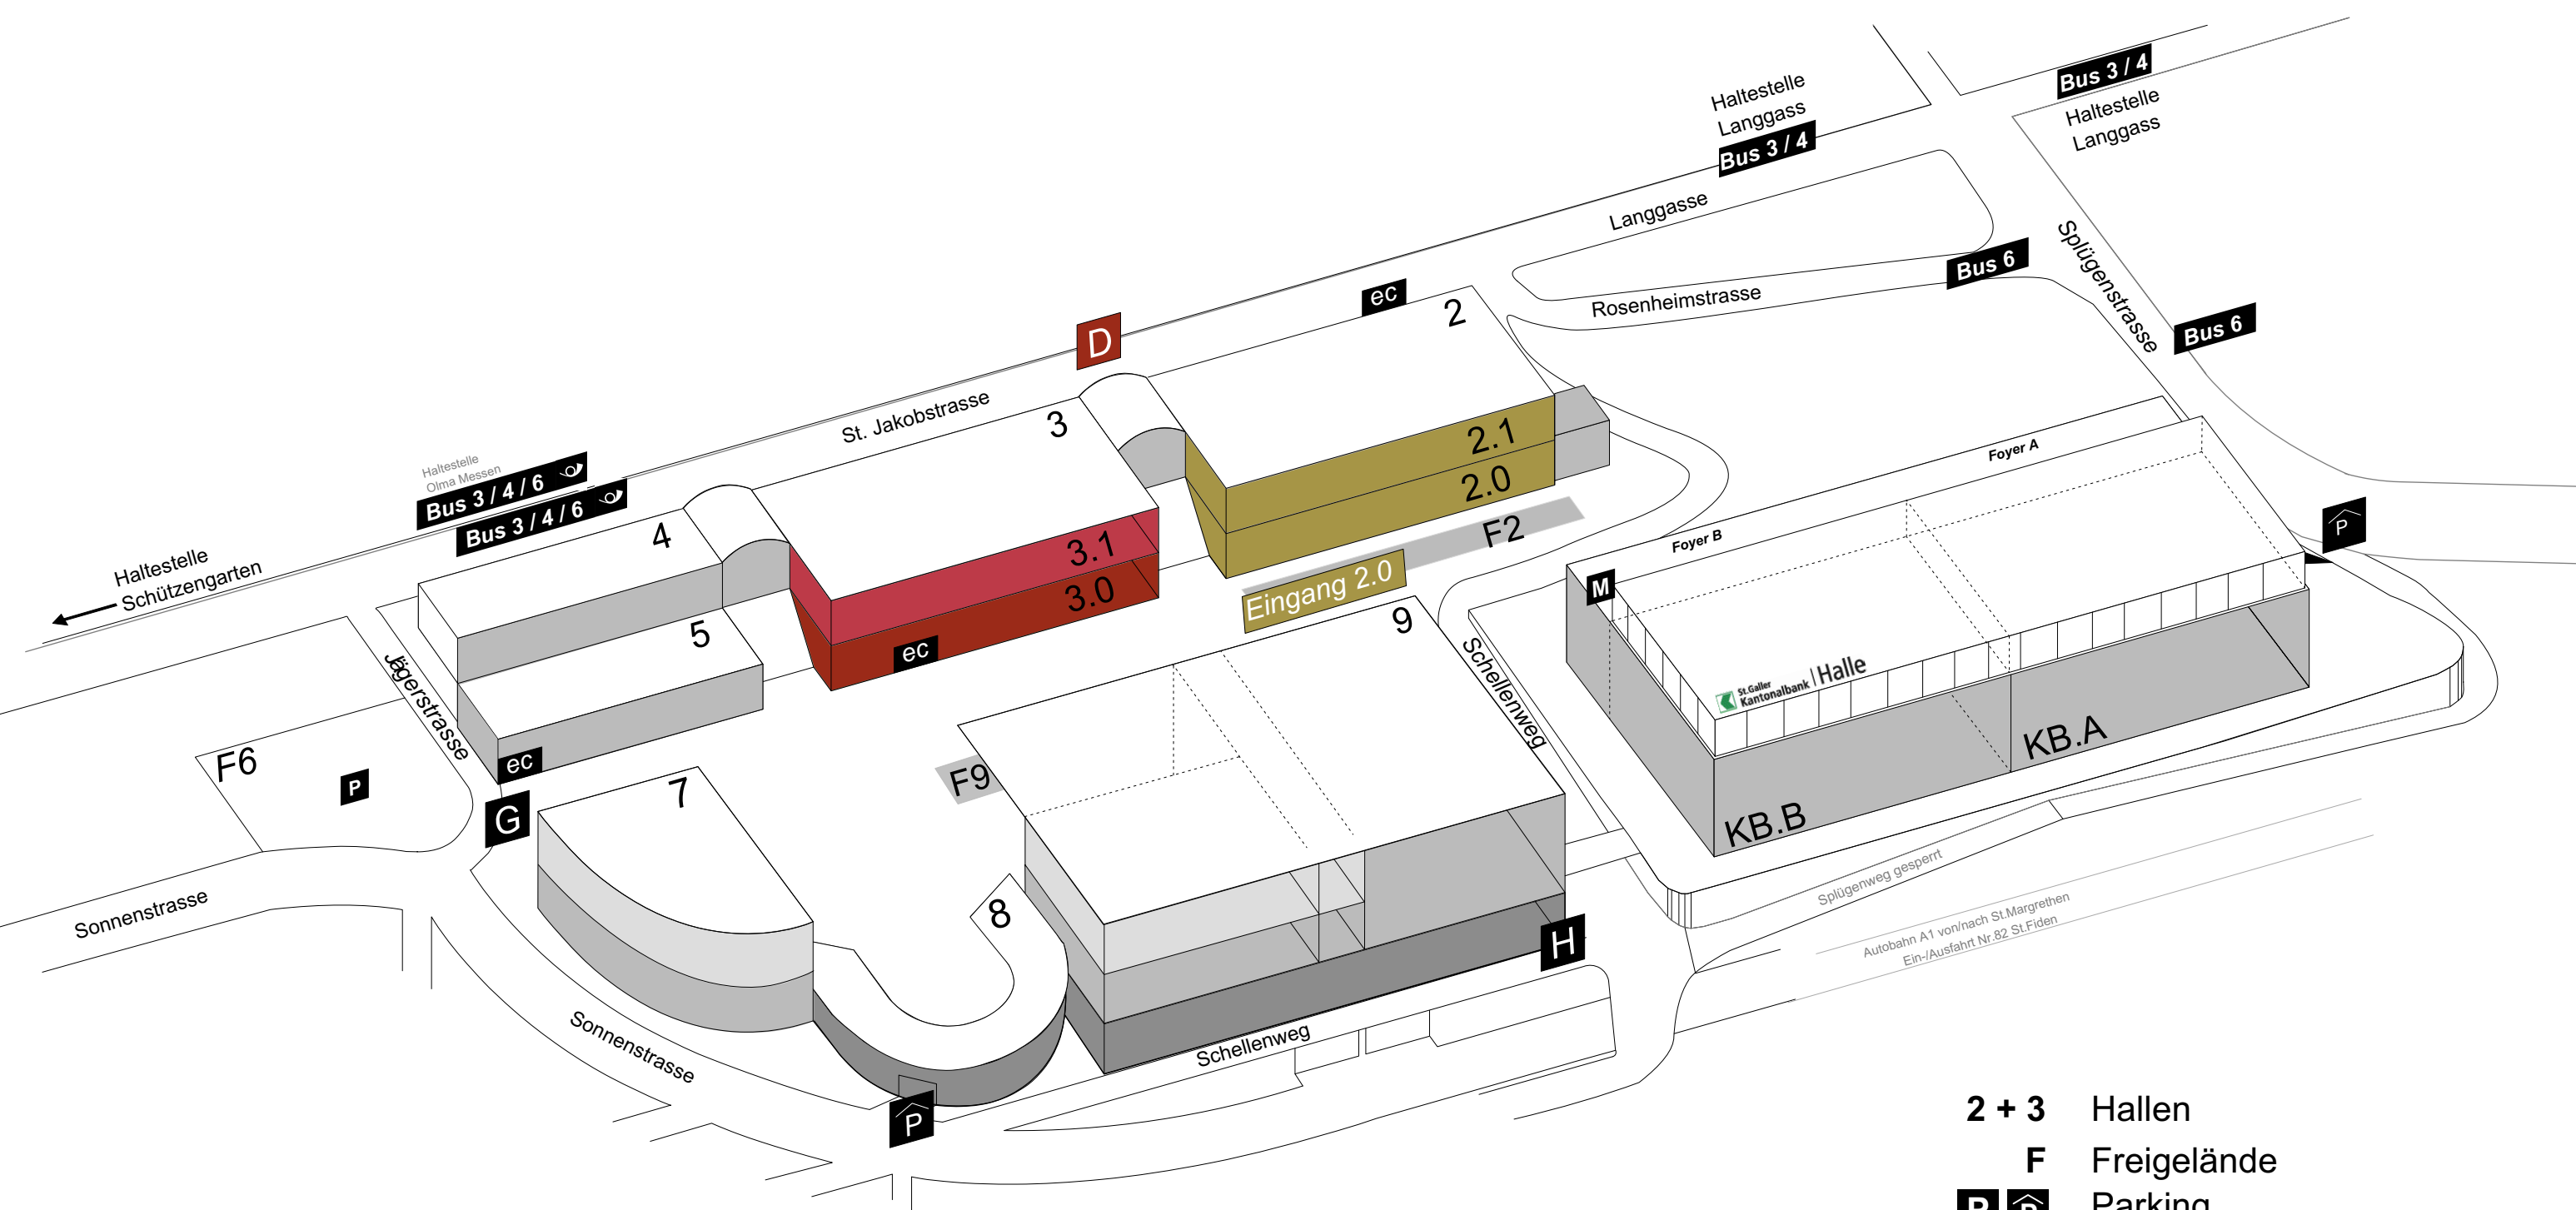 Bus 3 / 4
Haltestelle
Langgass
Haltestelle
Langgass
Bus 3 / 4
Langgasse
Splügenstrasse
Bus 6
Rosenheimstrasse
Bus 6
ec
2
D
St. Jakobstrasse
3
2.1
2.0
F2
Eingang 2.0
Haltestelle
Olma Messen
Bus 3 / 4 / 6
Bus 3 / 4 / 6
4
3.1
3.0
ec
Haltestelle
Schützengarten
5
Jägerstrasse
ec
F6
P
G
7
Foyer A
Foyer B
M
P
St.Galler
Kantonalbank
Halle
KB.A
KB.B
9
Schellenweg
F9
8
H
Sonnenstrasse
Sonnenstrasse
Schellenweg
P
Splügenweg gesperrt
Autobahn A1 von/nach St.Margrethen
Ein-/Ausfahrt Nr.82 St.Fiden
2 + 3 Hallen
F Freigelände
P P Parking